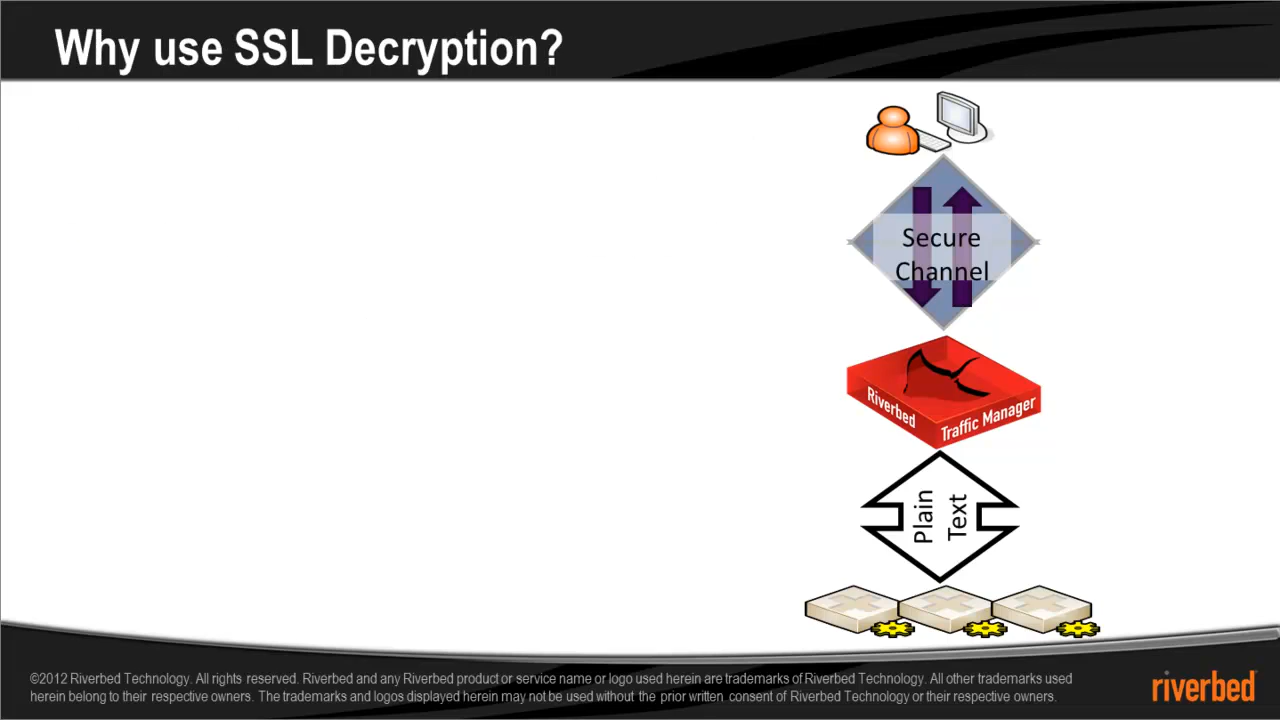 Why use SSL Decryption?
Secure
Channel
Riverbed
Traffic Manager
Plain
Text
©2012 Riverbed Technology. All rights reserved. Riverbed and any Riverbed product or service name or logo used herein are trademarks of Riverbed Technology. All other trademarks used
herein belong to their respective owners. The trademarks and logos displayed herein may not be used without the prior written consent of Riverbed Technology or their respective owners.
riverbed